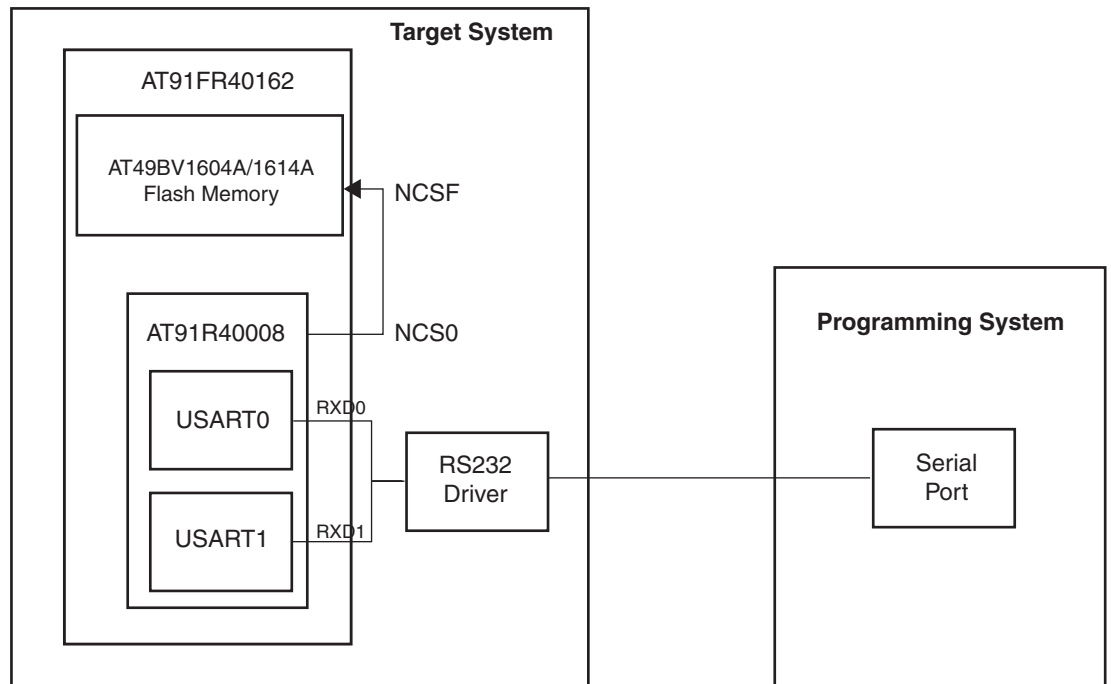 Target System
AT91FR40162
AT49BV1604A/1614A
Flash Memory
NCSF
AT91R40008
NCS0
USART0
RXD0
USART1
RXD1
RS232
Driver
Programming System
Serial
Port